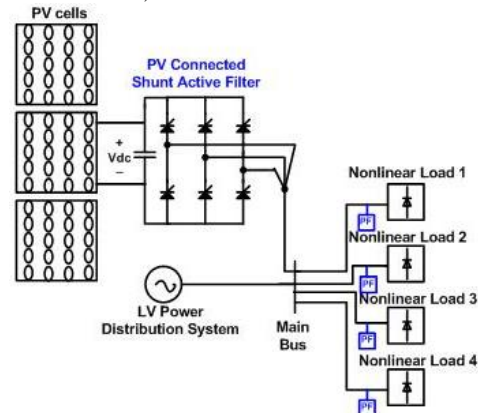 PV cells
PV Connected
Shunt Active Filter
+
Vdc
–
Nonlinear Load 1
PF
Nonlinear Load 2
PF
LV Power
Distribution System
Main
Bus
Nonlinear Load 3
PF
Nonlinear Load 4
PF